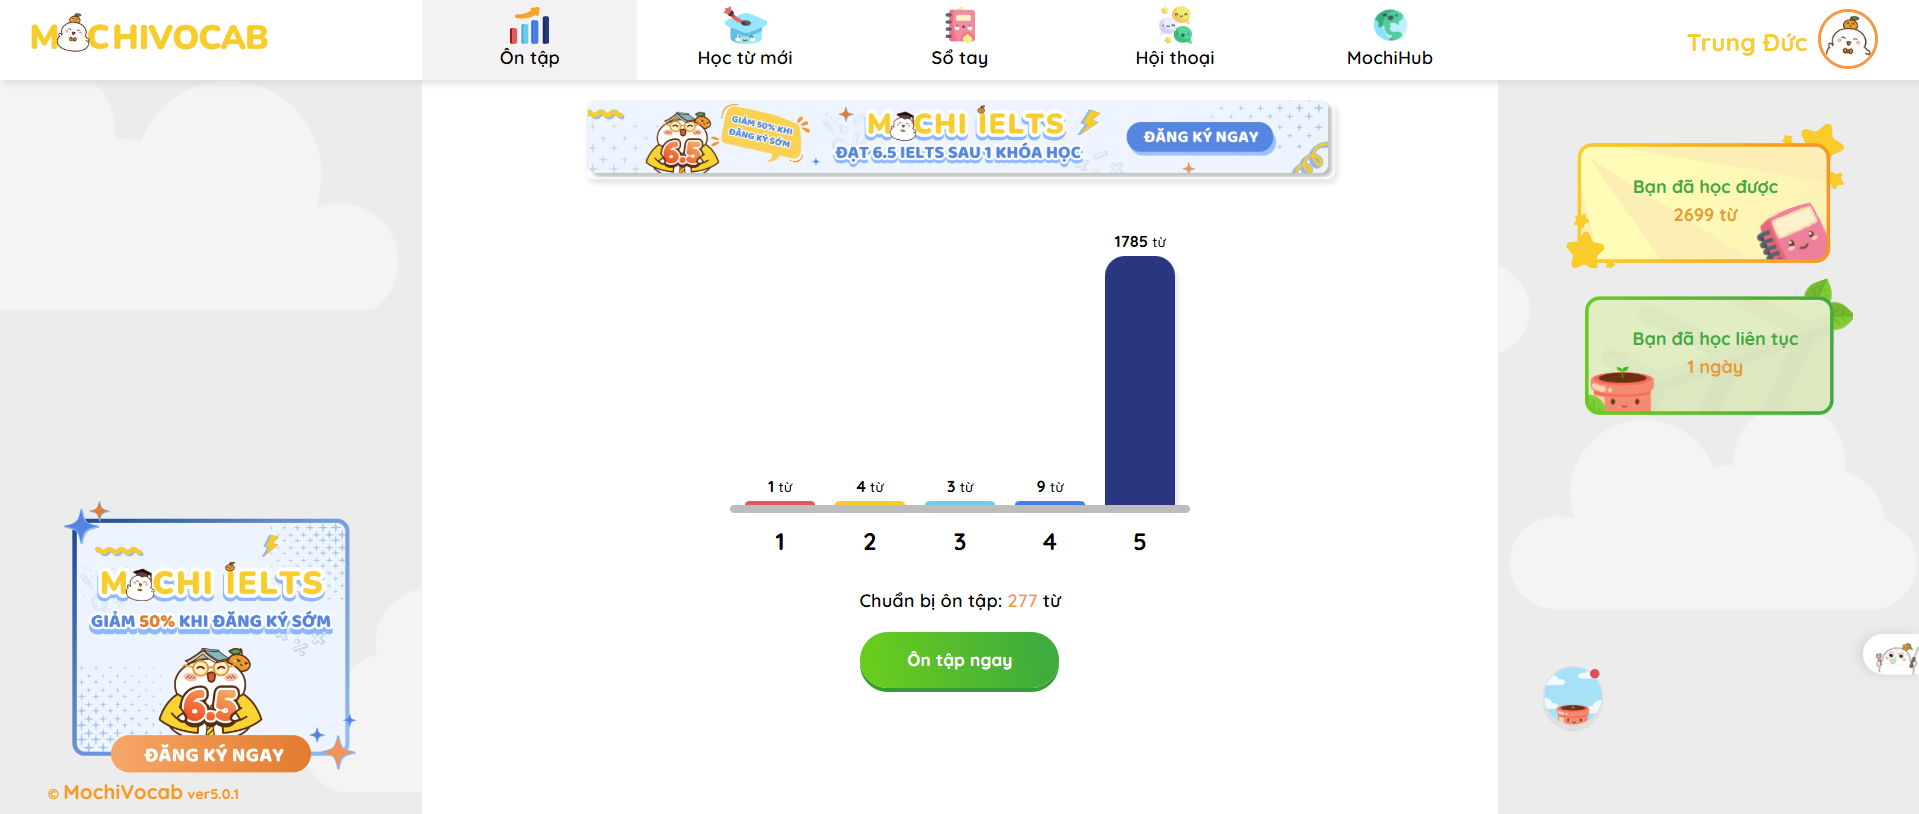 MOCHIVOCAB
Ôn tập
Học từ mới
Sổ tay
Hội thoại
MochiHub
Trung Đức
GIẢM 50% KHI
ĐĂNG KÝ SỚM
6.5
MOCHI IELTS
ĐẠT 6.5 IELTS SAU 1 KHÓA HỌC
ĐĂNG KÝ NGAY
Bạn đã học được
2699 từ
Bạn đã học liên tục
1 ngày
1785 từ
1 từ
4 từ
3 từ
9 từ
1
2
3
4
5
Chuẩn bị ôn tập: 277 từ
Ôn tập ngay
MOCHI IELTS
GIẢM 50% KHI ĐĂNG KÝ SỚM
6.5
ĐĂNG KÝ NGAY
© MochiVocab ver5.0.1